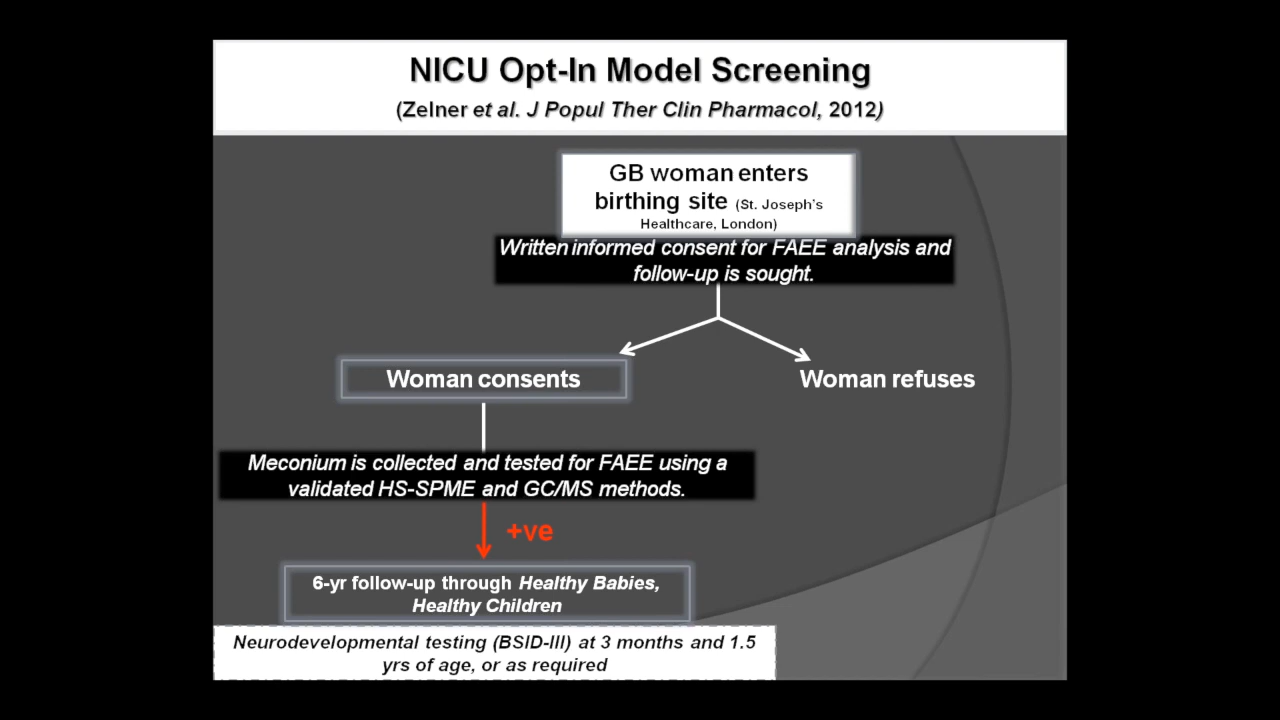 NICU Opt-In Model Screening
(Zelner et al. J Popul Ther Clin Pharmacol, 2012)
GB woman enters
birthing site (St. Joseph's
Healthcare, London)
Written informed consent for FAEE analysis and
follow-up is sought.
Woman consents
Woman refuses
Meconium is collected and tested for FAEE using a
validated HS-SPME and GC/MS methods.
+ve
6-yr follow-up through Healthy Babies,
Healthy Children
Neurodevelopmental testing (BSID-III) at 3 months and 1.5
yrs of age, or as required